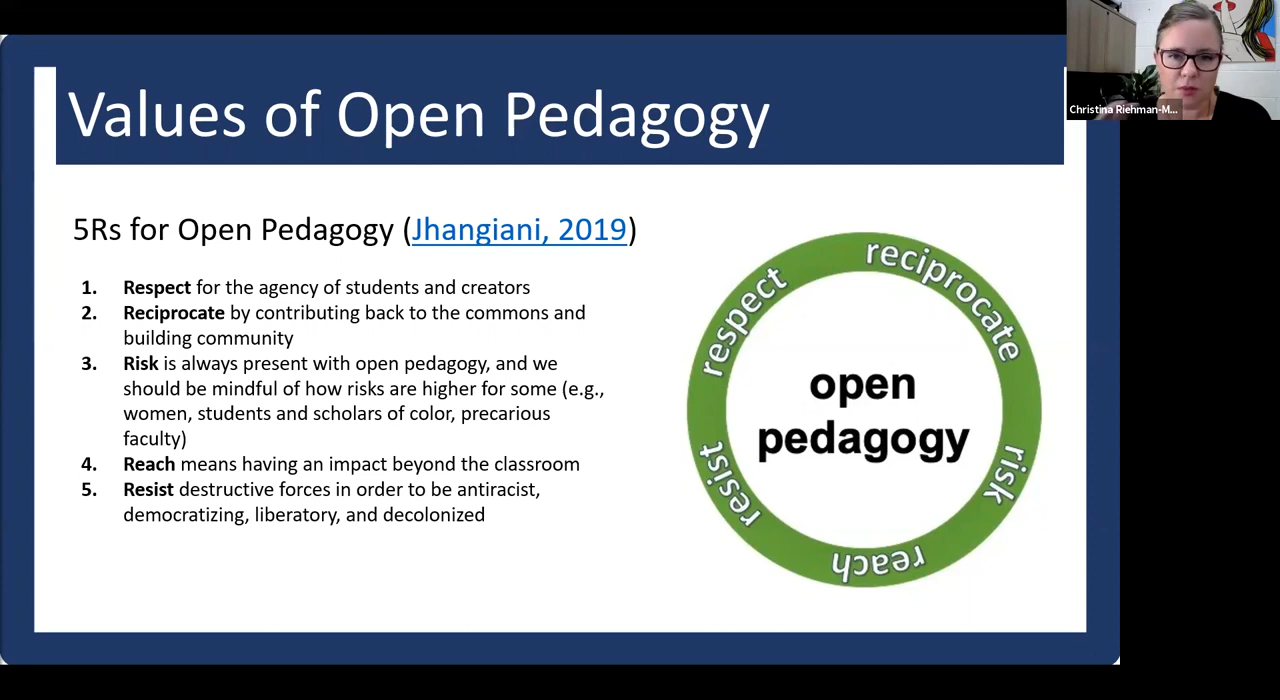 Values of Open Pedagogy
Christina Riehman-M...
5Rs for Open Pedagogy (Jhangiani, 2019)
1. Respect for the agency of students and creators
2. Reciprocate by contributing back to the commons and
building community
3. Risk is always present with open pedagogy, and we
should be mindful of how risks are higher for some (e.g.,
women, students and scholars of color, precarious
faculty)
4. Reach means having an impact beyond the classroom
5. Resist destructive forces in order to be antiracist,
democratizing, liberatory, and decolonized
respect
reciprocate
risk
reach
resist
open
pedagogy